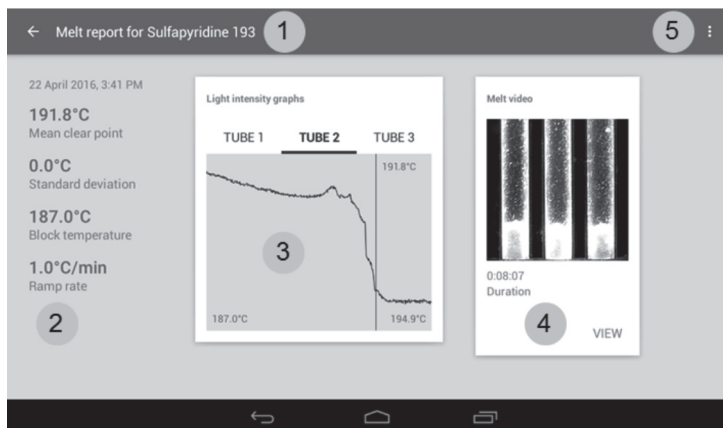 Melt report for Sulfapyridine 193
1
5
22 April 2016, 3:41 PM
191.8°C
Mean clear point
0.0°C
Standard deviation
187.0°C
Block temperature
1.0°C/min
Ramp rate
2
Light intensity graphs
TUBE 1 TUBE 2 TUBE 3
191.8°C
3
187.0°C 194.9°C
Melt video
0:08:07
Duration
4
VIEW